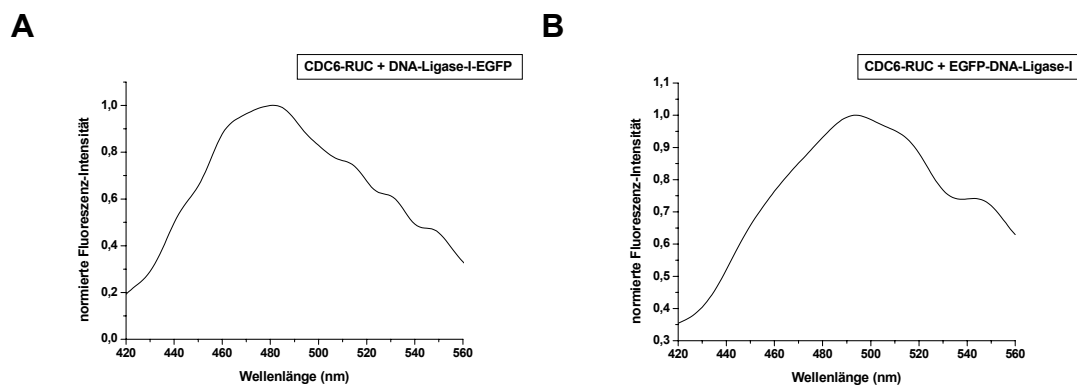 A
CDC6-RUC + DNA-Ligase-I-EGFP
normierte Fluoreszenz-Intensität
1,0
0,8
0,6
0,4
0,2
0,0
420 440 460 480 500 520 540 560
Wellenlänge (nm)
B
CDC6-RUC + EGFP-DNA-Ligase-I
normierte Fluoreszenz-Intensität
1,1
1,0
0,9
0,8
0,7
0,6
0,5
0,4
0,3
420 440 460 480 500 520 540 560
Wellenlänge (nm)